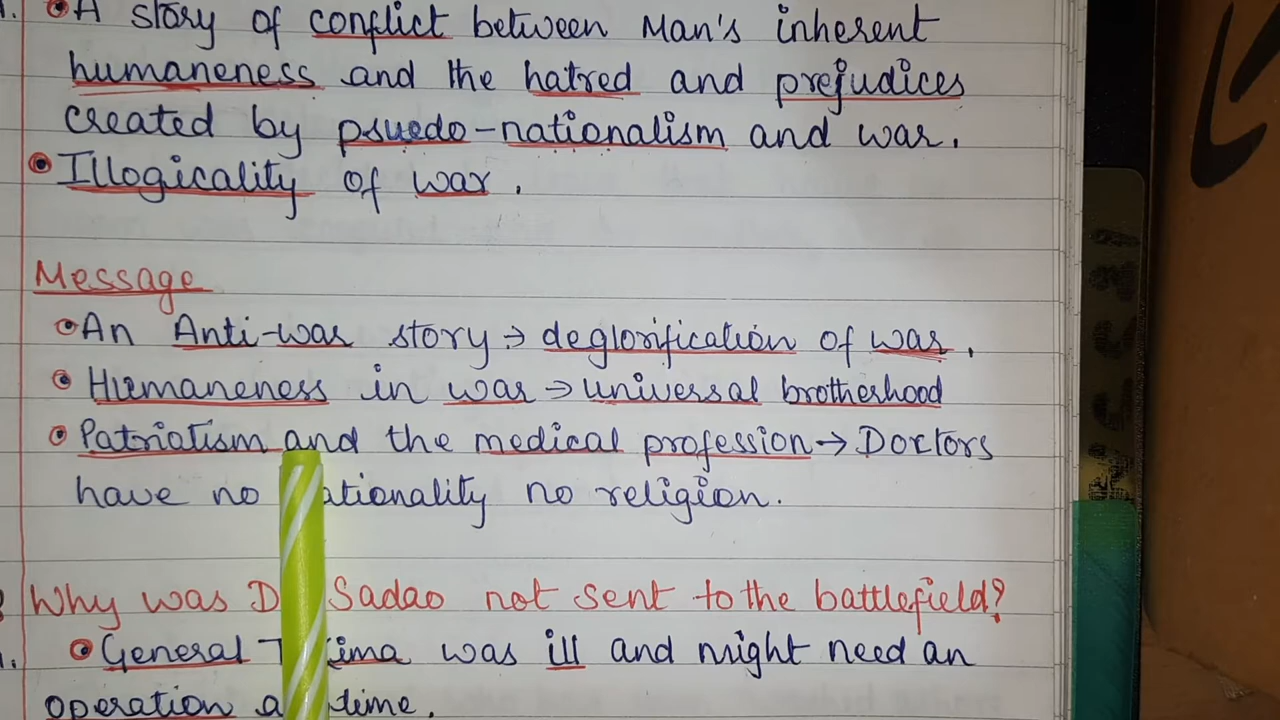 • A story of conflict between Man's inherent
humaneness and the hatred and prejudices
created by psuedo-nationalism and war.
• Illogicality of war.
Message
• An Anti-war story → deglorification of war.
• Humaneness in war → universal brotherhood
• Patriotism and the medical profession → Doctors
have no ationality no religion.
Why was D Sadao not sent to the battlefield?
• General was ill and might need an
operation time.